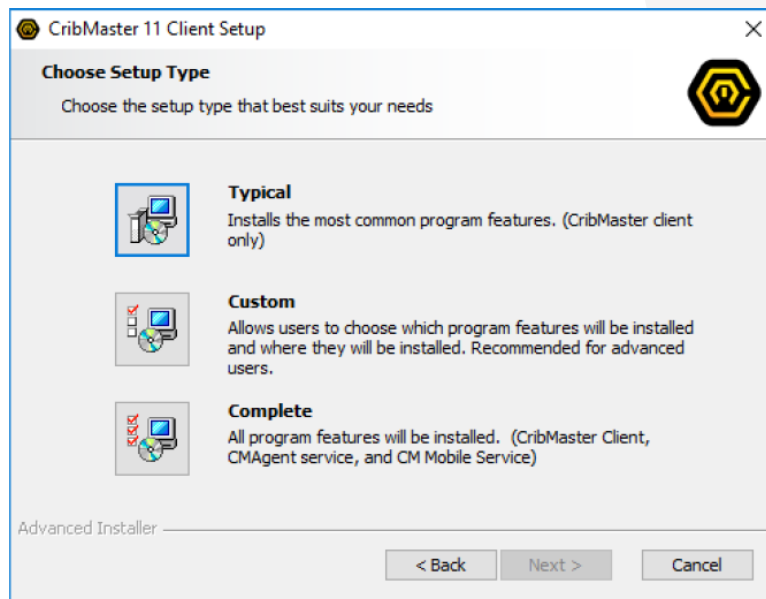 CribMaster 11 Client Setup
Choose Setup Type
Choose the setup type that best suits your needs
Typical
Installs the most common program features. (CribMaster client
only)
Custom
Allows users to choose which program features will be installed
and where they will be installed. Recommended for advanced
users.
Complete
All program features will be installed.  (CribMaster Client,
CMAgent service, and CM Mobile Service)
Advanced Installer
< Back
Next >
Cancel